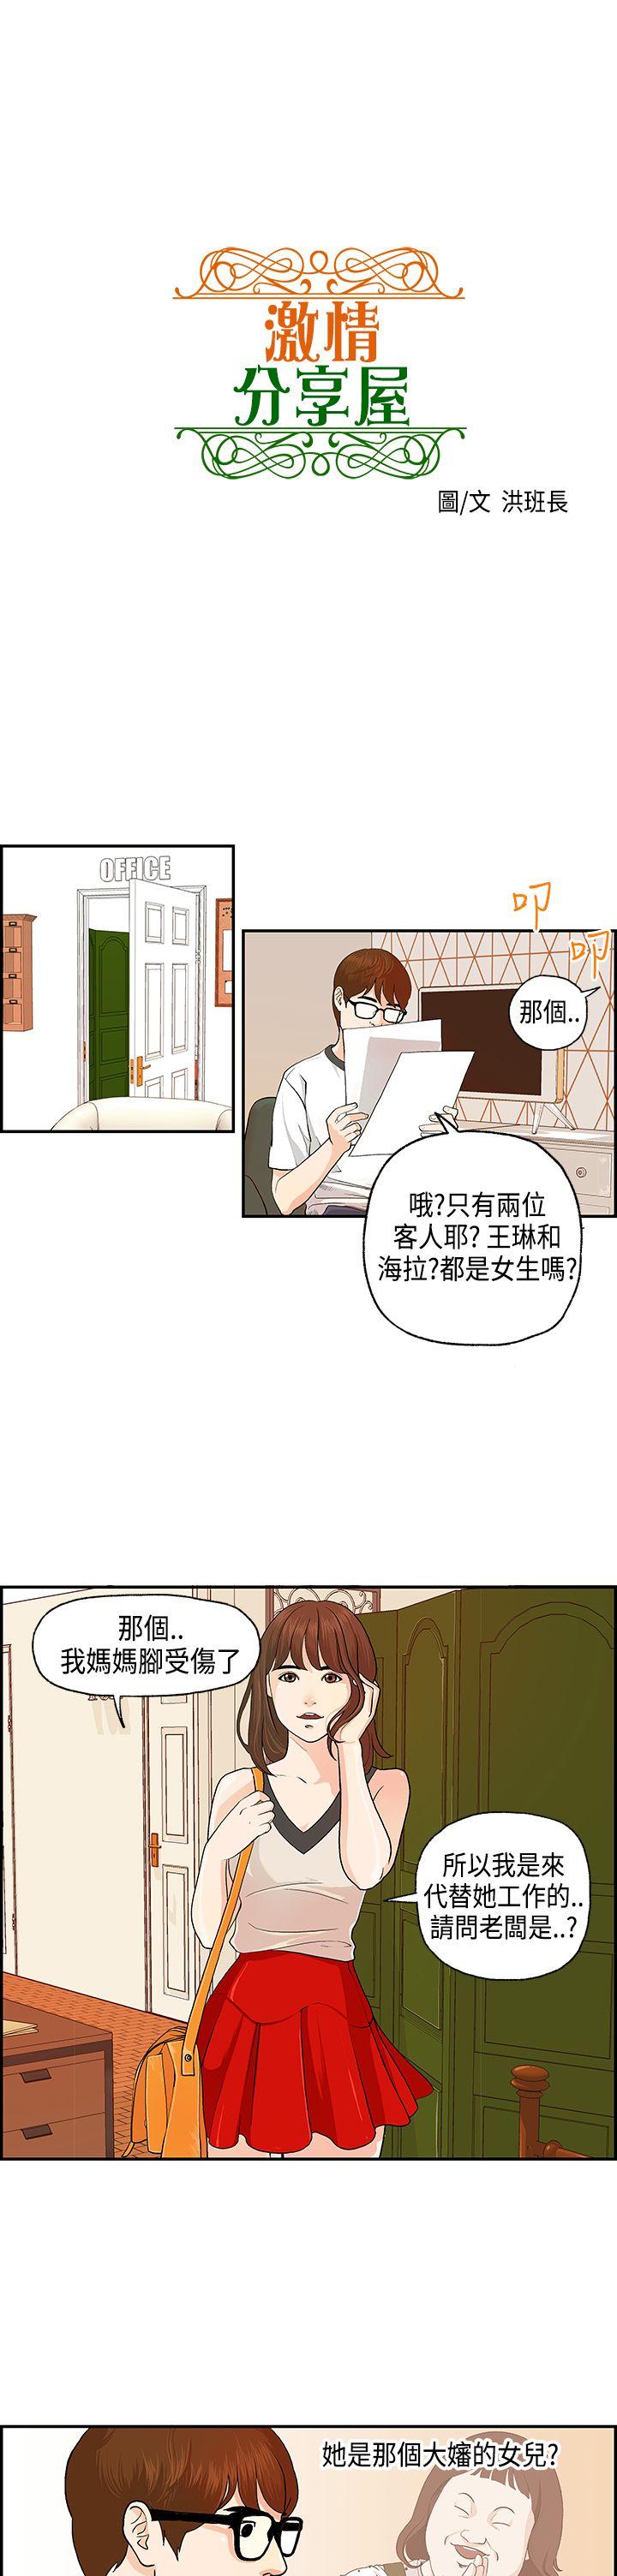 激情
分享屋
圖/文 洪班長
OFFICE
叩
叩
那個..
哦?只有兩位
客人耶? 王琳和
海拉?都是女生嗎?
那個..
我媽媽腳受傷了
所以我是來
代替她工作的..
請問老闆是..?
她是那個大嬸的女兒?